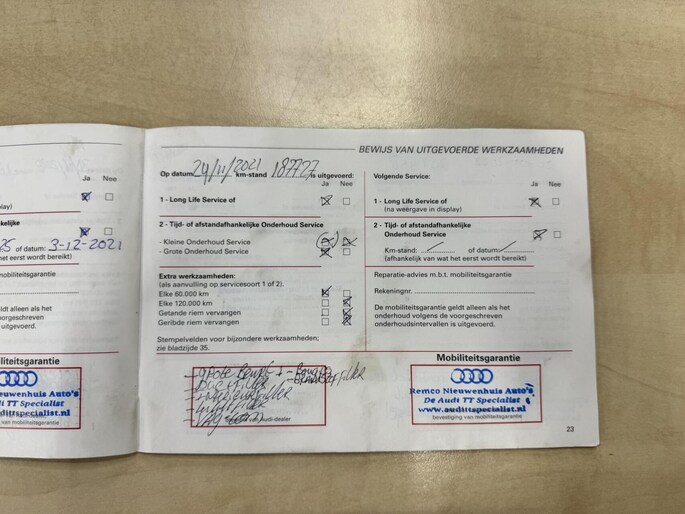 Ja Nee
lay)
kelijke
25 of datum: 3-12-2021
het eerst wordt bereikt)
mobiliteitsgarantie
geldt alleen als het
voorgeschreven
uitgevoerd.
liteitsgarantie
Nieuwenhuis Auto's
di TT Specialist
audittspecialist.nl
van mobiliteitsgarantie
BEWIJS VAN UITGEVOERDE WERKZAAMHEDEN
Op datum 24/11/2021 km-stand 187727 is uitgevoerd:
Ja Nee
1 - Long Life Service of
2 - Tijd- of afstandafhankelijke Onderhoud Service
- Kleine Onderhoud Service
- Grote Onderhoud Service
Extra werkzaamheden:
(als aanvulling op servicesoort 1 of 2).
Elke 60.000 km
Elke 120.000 km
Getande riem vervangen
Geribde riem vervangen
Stempelvelden voor bijzondere werkzaamheden;
zie bladzijde 35.
- grote Beurt +
Audi-dealer
Volgende Service:
Ja Nee
1 - Long Life Service of
(na weergave in display)
2 - Tijd- of afstandafhankelijke
Onderhoud Service
Km-stand: / of datum: /
(afhankelijk van wat het eerst wordt bereikt)
Reparatie-advies m.b.t. mobiliteitsgarantie
Rekeningnr.
De mobiliteitsgarantie geldt alleen als het
onderhoud volgens de voorgeschreven
onderhoudsintervallen is uitgevoerd.
Mobiliteitsgarantie
Remco Nieuwenhuis Auto's
De Audi TT Specialist
www.audittspecialist.nl
bevestiging van mobiliteitsgarantie
23